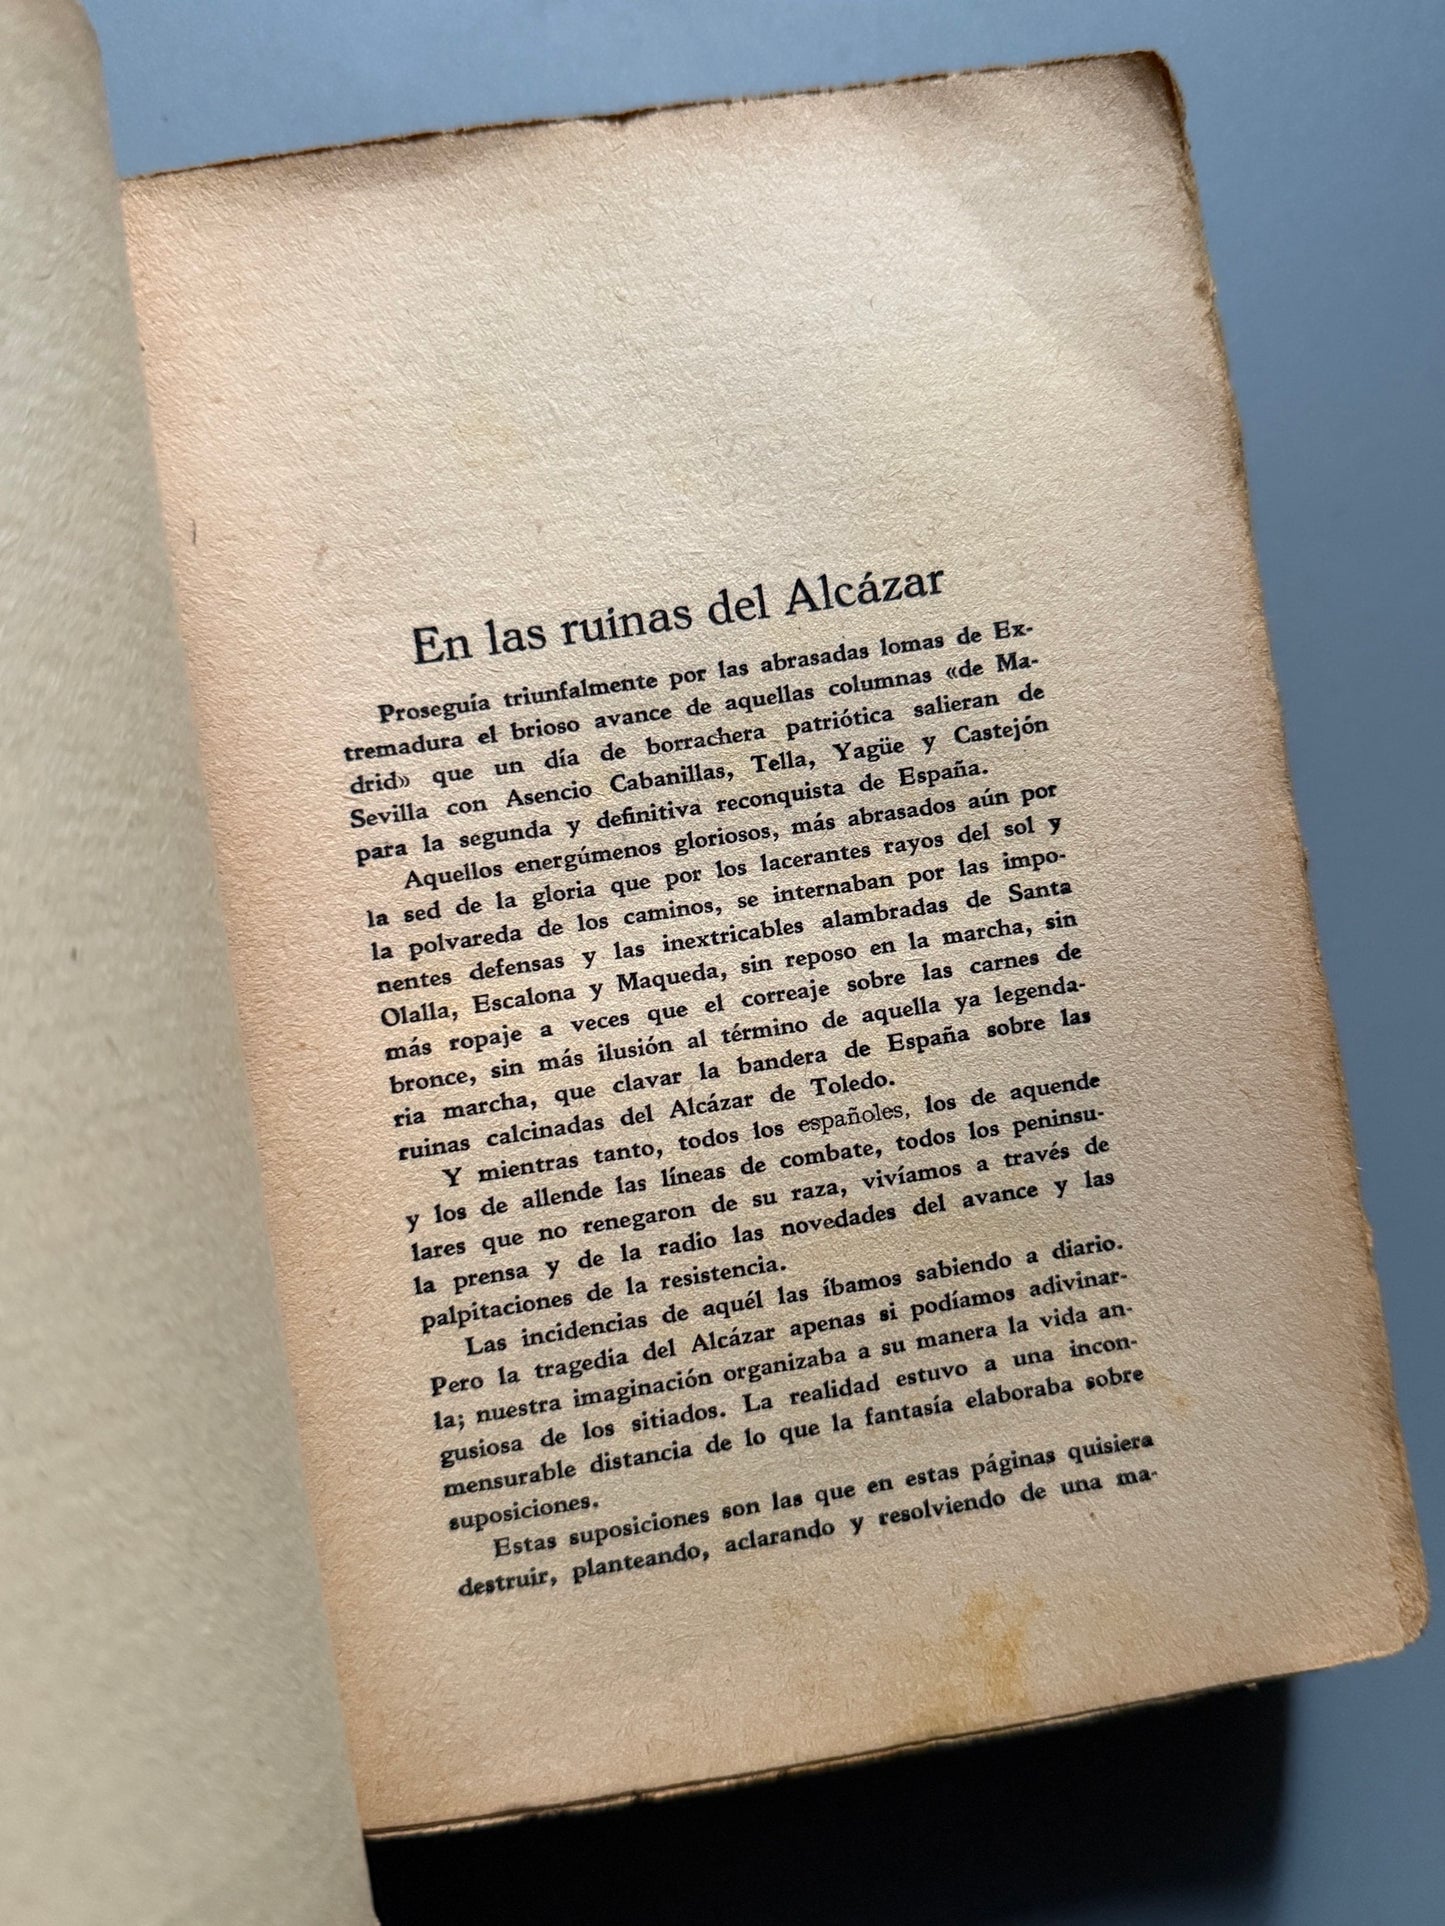 En las ruinas del Alcázar
Proseguía triunfalmente por las abrasadas lomas de Ex-
tremadura el brioso avance de aquellas columnas «de Ma-
drid» que un día de borrachera patriótica salieran de
Sevilla con Asencio Cabanillas, Tella, Yagüe y Castejón
para la segunda y definitiva reconquista de España.
Aquellos energúmenos gloriosos, más abrasados aún por
la sed de la gloria que por los lacerantes rayos del sol y
la polvareda de los caminos, se internaban por las impo-
nentes defensas y las inextricables alambradas de Santa
Olalla, Escalona y Maqueda, sin reposo en la marcha, sin
más ropaje a veces que el correaje sobre las carnes de
bronce, sin más ilusión al término de aquella ya legenda-
ria marcha, que clavar la bandera de España sobre las
ruinas calcinadas del Alcázar de Toledo.
Y mientras tanto, todos los españoles, los de aquende
y los de allende las líneas de combate, todos los peninsu-
lares que no renegaron de su raza, vivíamos a través de
la prensa y de la radio las novedades del avance y las
palpitaciones de la resistencia.
Las incidencias de aquél las íbamos sabiendo a diario.
Pero la tragedia del Alcázar apenas si podíamos adivinar-
la; nuestra imaginación organizaba a su manera la vida an-
gusiosa de los sitiados. La realidad estuvo a una incon-
mensurable distancia de lo que la fantasía elaboraba sobre
suposiciones.
Estas suposiciones son las que en estas páginas quisiera
destruir, planteando, aclarando y resolviendo de una ma-